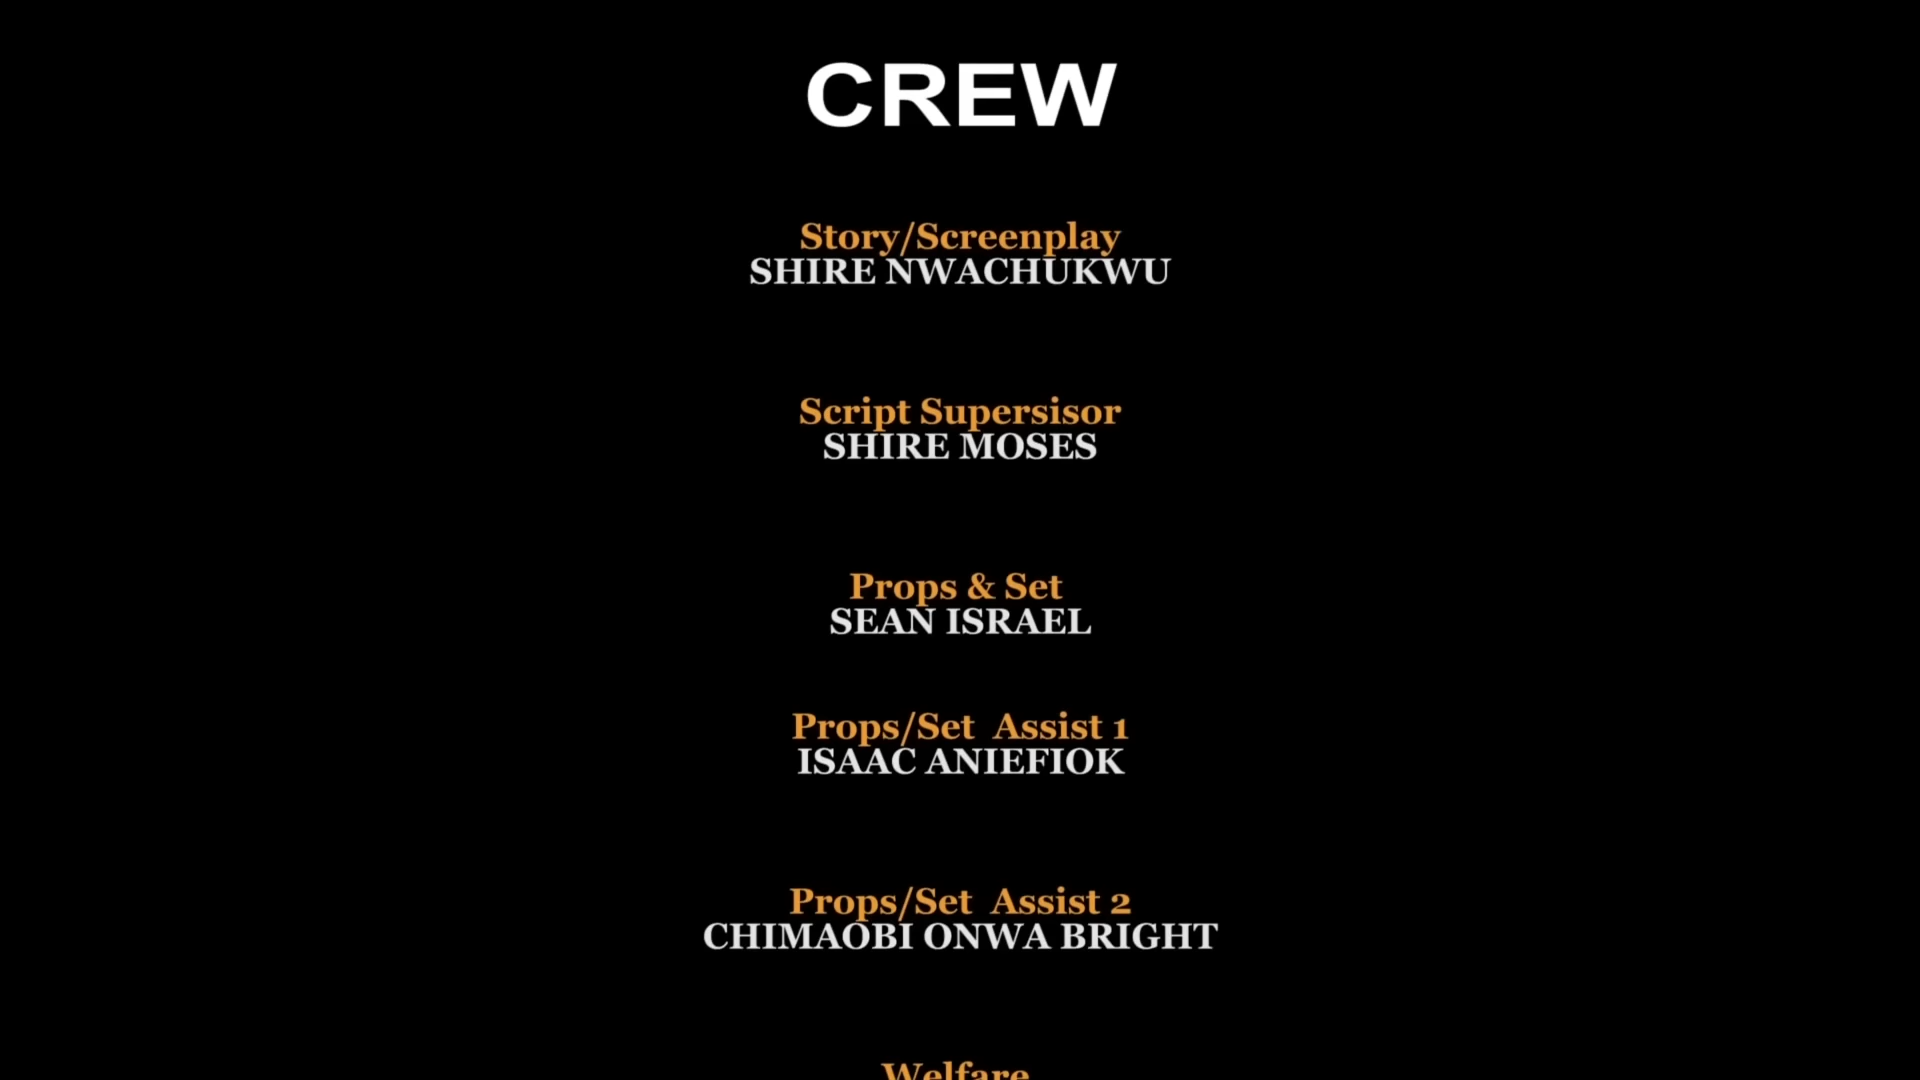 CREW
Story/Screenplay
SHIRE NWACHUKWU
Script Supersisor
SHIRE MOSES
Props & Set
SEAN ISRAEL
Props/Set  Assist 1
ISAAC ANIEFIOK
Props/Set  Assist 2
CHIMAOBI ONWA BRIGHT
Welfare